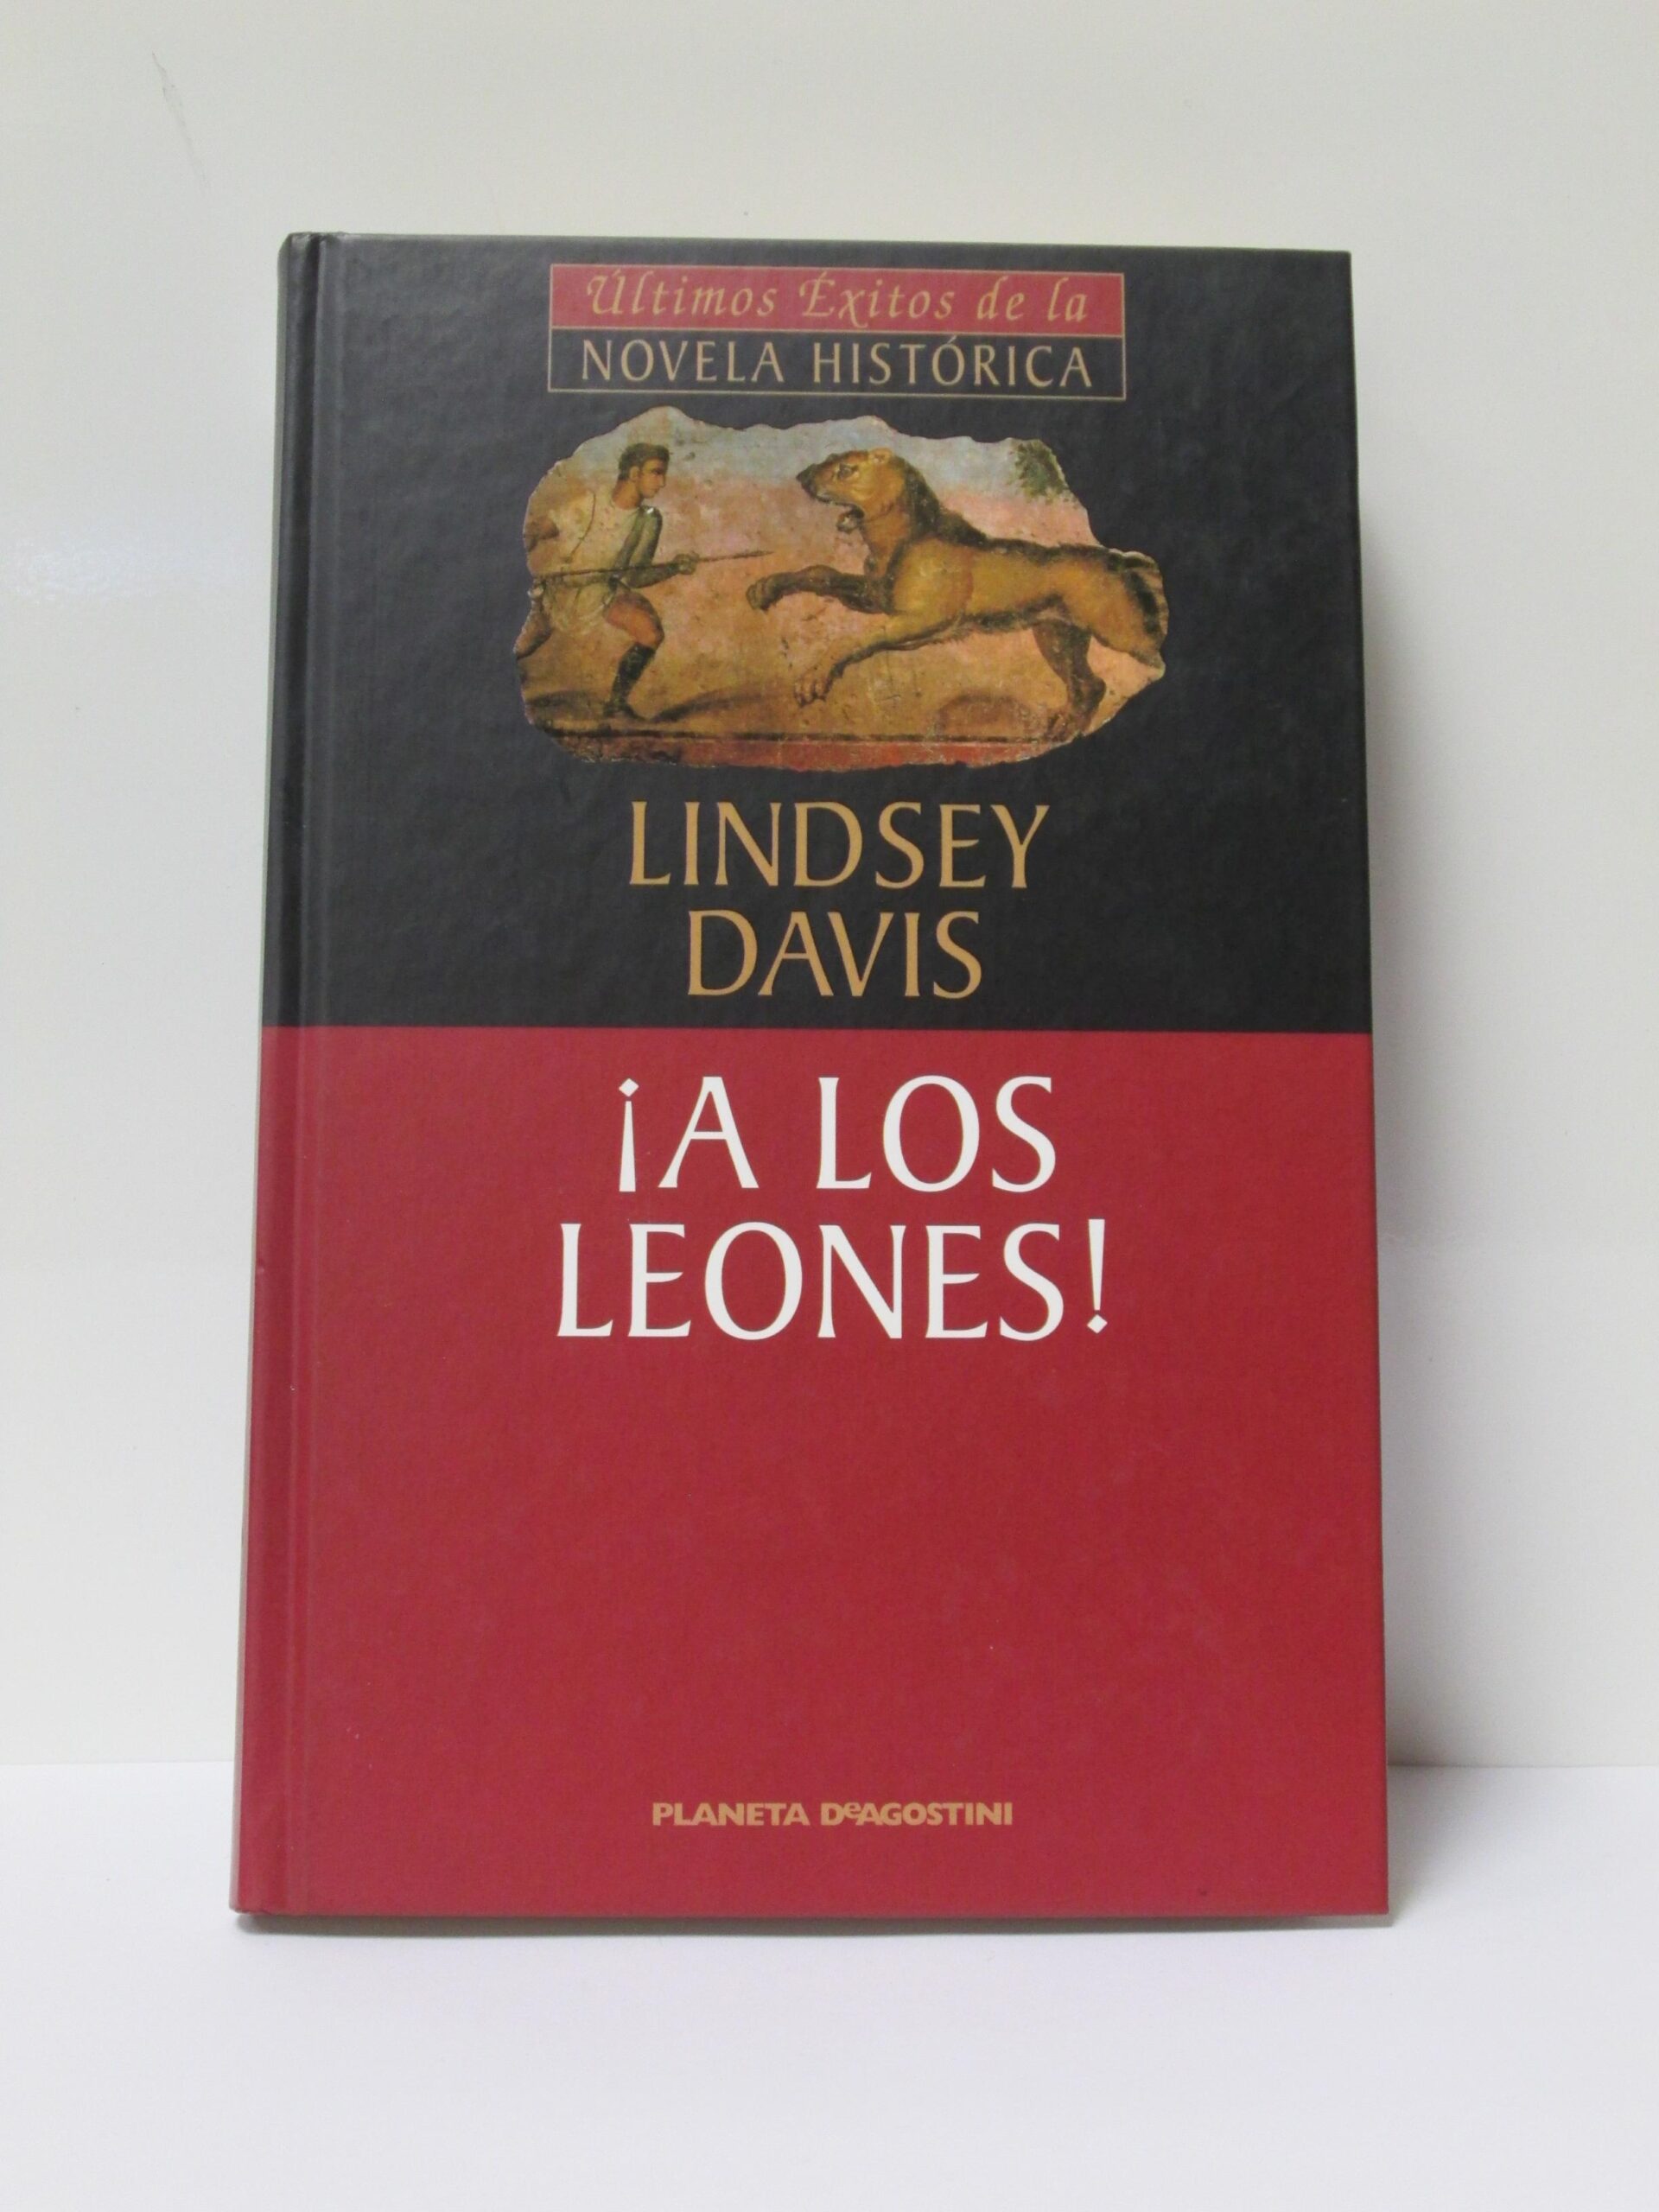 Últimos Éxitos de la
NOVELA HISTÓRICA
LINDSEY
DAVIS
¡A LOS
LEONES!
PLANETA DeAGOSTINI